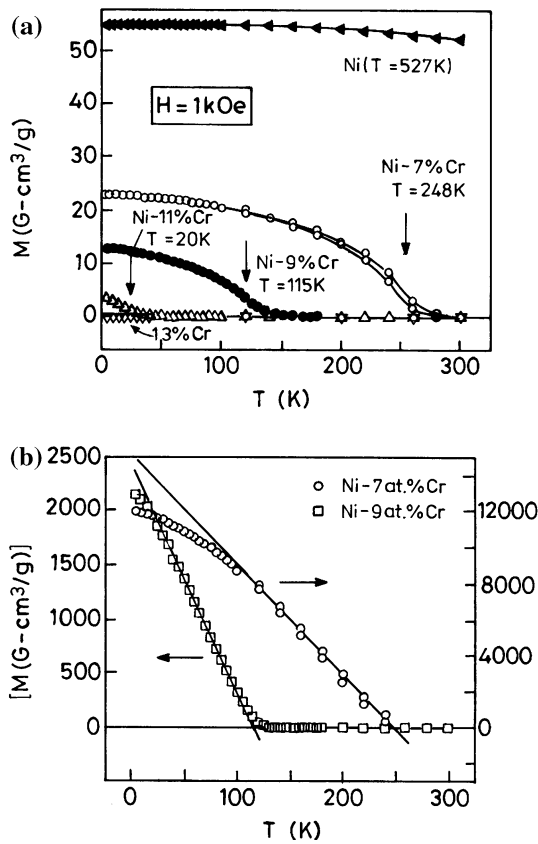 (a)
50
40
30
20
10
0
M (G-cm³/g)
H = 1 kOe
Ni (T = 527K)
Ni-7%Cr
T = 248K
Ni-11%Cr
T = 20K
Ni-9%Cr
T = 115K
13%Cr
0 100 200 300
T (K)
(b)
2500
2000
1500
1000
500
0
[M (G-cm³/g)]
Ni-7at.%Cr
Ni-9at.%Cr
12000
8000
4000
0
0 100 200 300
T (K)